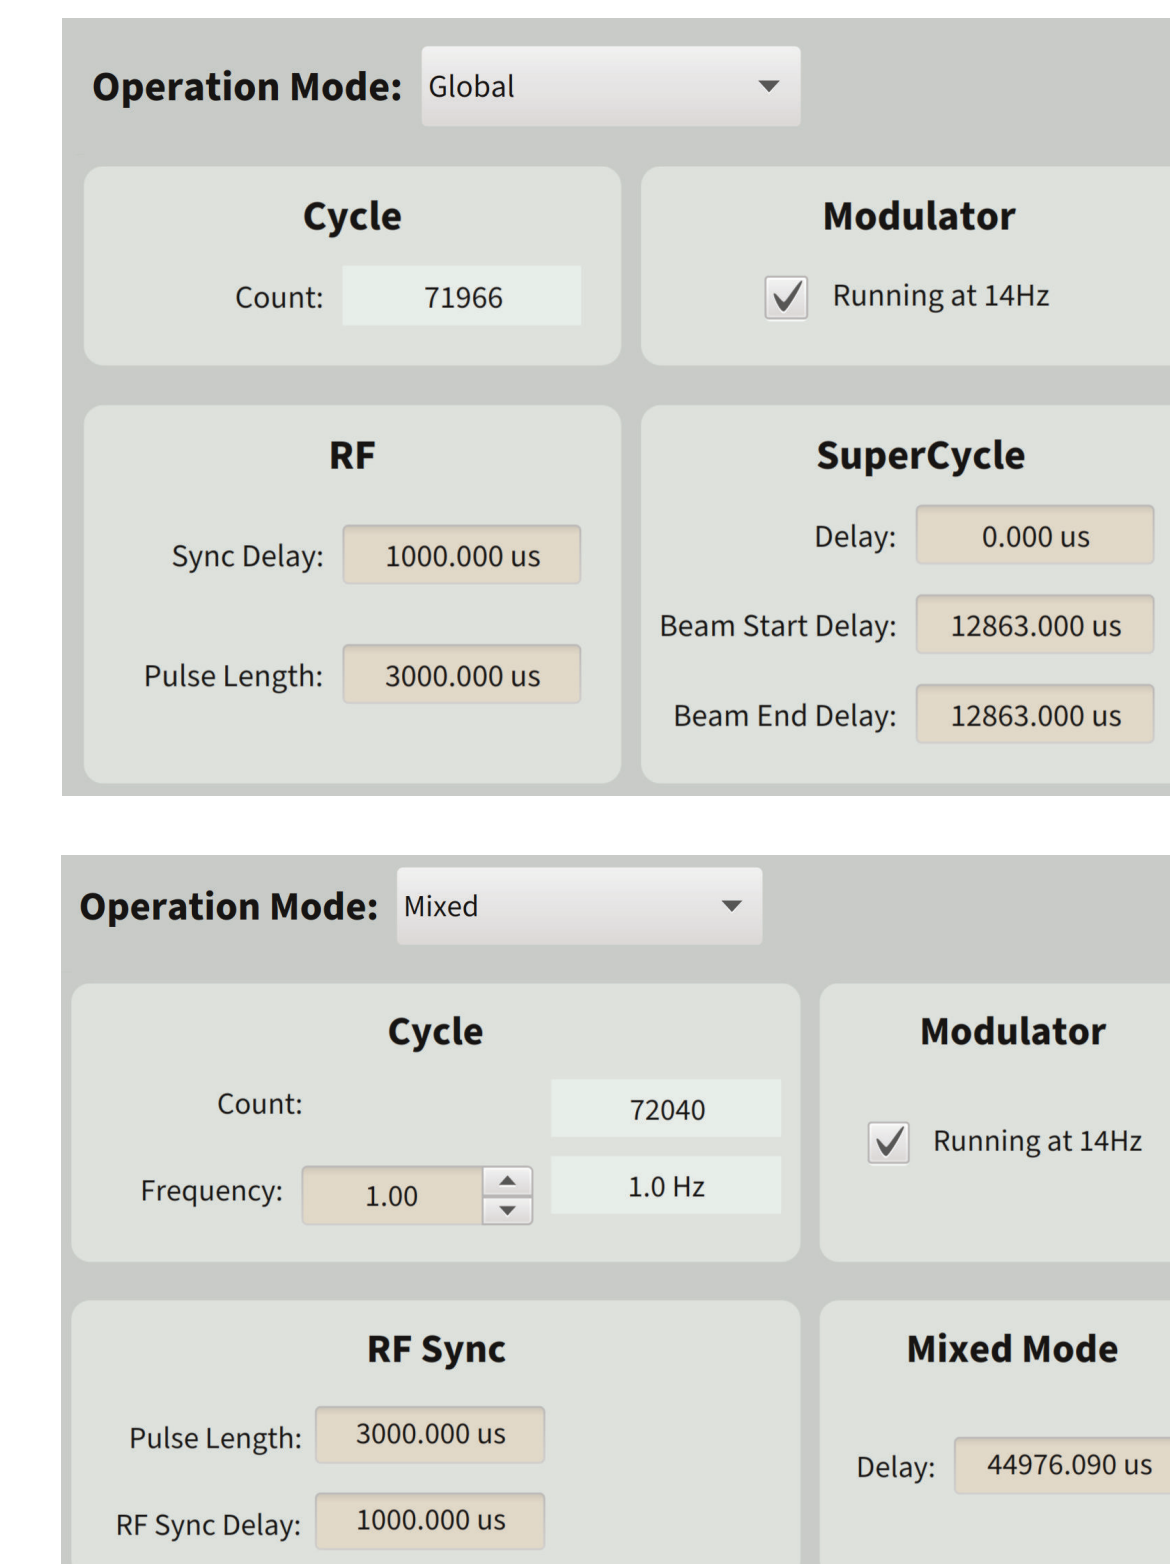 Operation Mode: Global
Cycle
Count: 71966
Modulator
Running at 14Hz
RF
Sync Delay: 1000.000 us
Pulse Length: 3000.000 us
SuperCycle
Delay: 0.000 us
Beam Start Delay: 12863.000 us
Beam End Delay: 12863.000 us
Operation Mode: Mixed
Cycle
Count: 72040
Frequency: 1.00 1.0 Hz
Modulator
Running at 14Hz
RF Sync
Pulse Length: 3000.000 us
RF Sync Delay: 1000.000 us
Mixed Mode
Delay: 44976.090 us